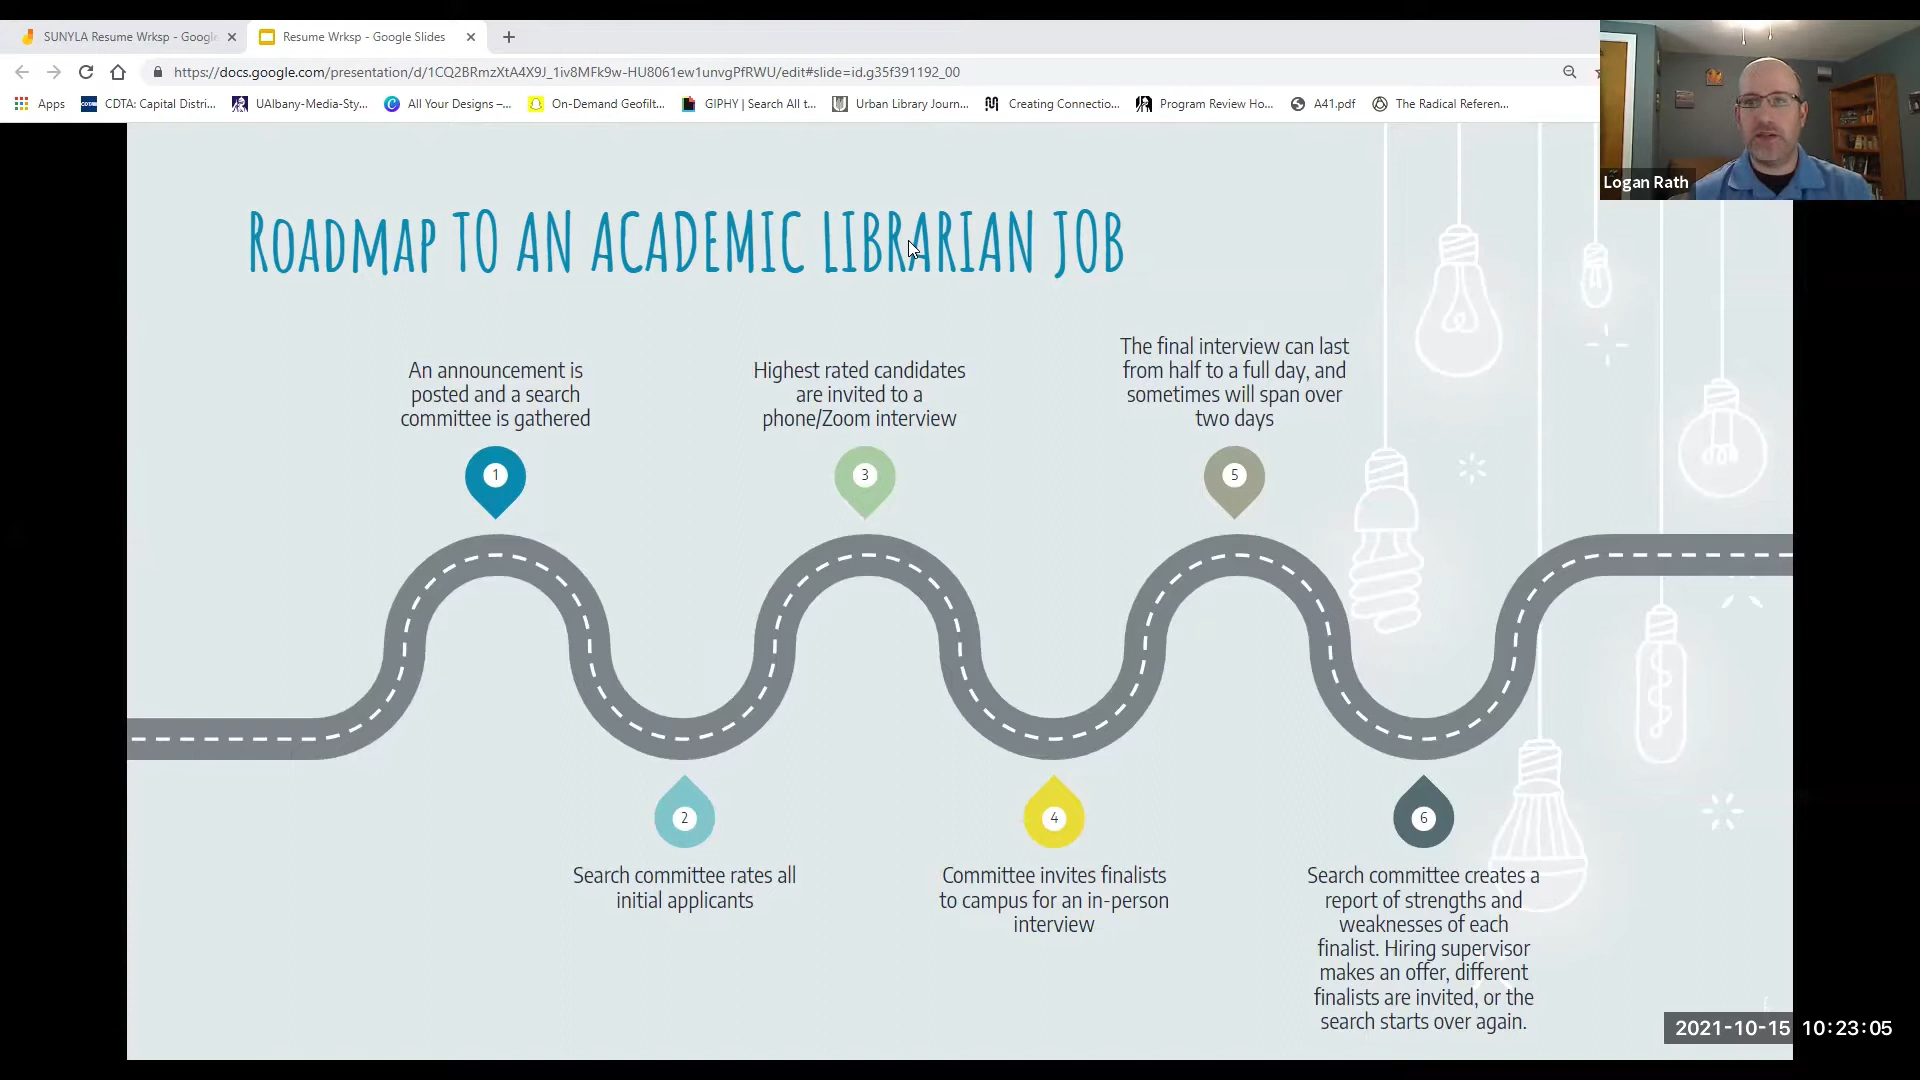 SUNYLA Resume Wrksp - Google
Resume Wrksp - Google Slides
https://docs.google.com/presentation/d/1CQ2BRmzXtA4X9J_1iv8MFk9w-HU8061ew1unvgPfRWU/edit#slide=id.g35f391192_00
Apps
CDTA: Capital Distri...
UAlbany-Media-Sty...
All Your Designs –...
On-Demand Geofilt...
GIPHY | Search All t...
Urban Library Journ...
Creating Connectio...
Program Review Ho...
A41.pdf
The Radical Referen...
Logan Rath
Roadmap TO AN ACADEMIC LIBRARIAN JOB
An announcement is
posted and a search
committee is gathered
1
Search committee rates all
initial applicants
2
Highest rated candidates
are invited to a
phone/Zoom interview
3
Committee invites finalists
to campus for an in-person
interview
4
The final interview can last
from half to a full day, and
sometimes will span over
two days
5
6
Search committee creates a
report of strengths and
weaknesses of each
finalist. Hiring supervisor
makes an offer, different
finalists are invited, or the
search starts over again.
2021-10-15 10:23:05